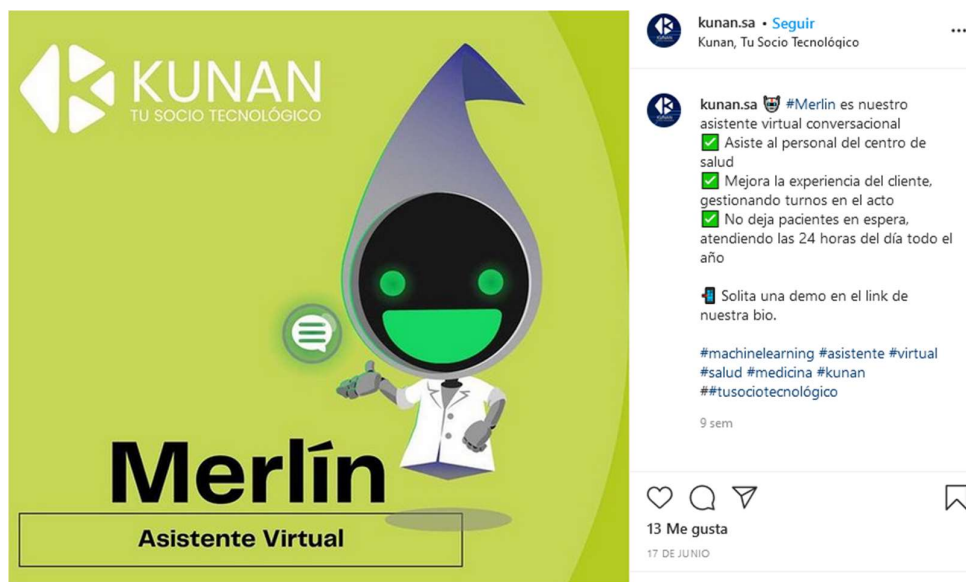 KUNAN
TU SOCIO TECNOLÓGICO
Merlín
Asistente Virtual
kunan.sa • Seguir
Kunan, Tu Socio Tecnológico
kunan.sa #Merlin es nuestro
asistente virtual conversacional
Asiste al personal del centro de
salud
Mejora la experiencia del cliente,
gestionando turnos en el acto
No deja pacientes en espera,
atendiendo las 24 horas del día todo el
año
Solita una demo en el link de
nuestra bio.
#machinelearning #asistente #virtual
#salud #medicina #kunan
##tusociotecnológico
9 sem
13 Me gusta
17 DE JUNIO